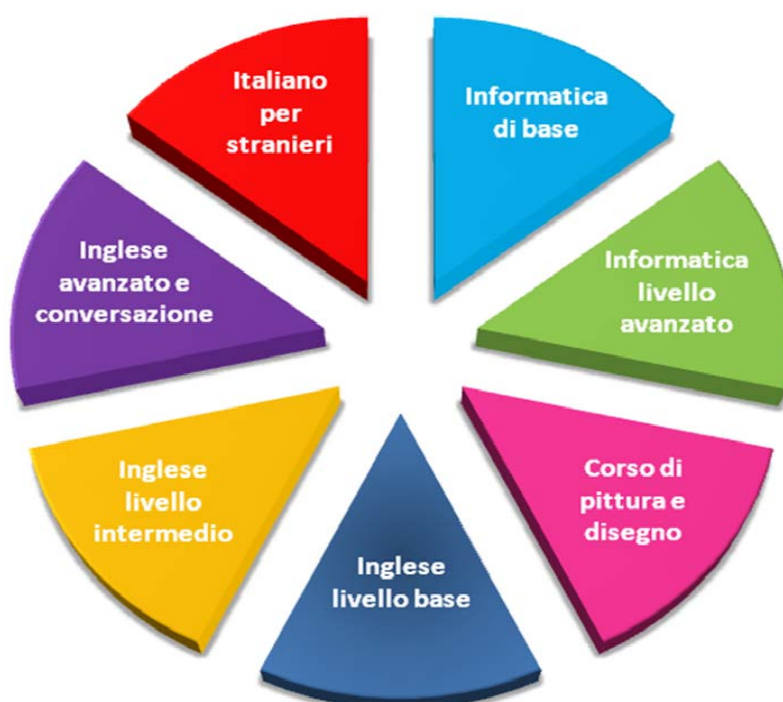 Italiano
per
stranieri
Informatica
di base
Informatica
livello
avanzato
Corso di
pittura e
disegno
Inglese
livello base
Inglese
livello
intermedio
Inglese
avanzato e
conversazione